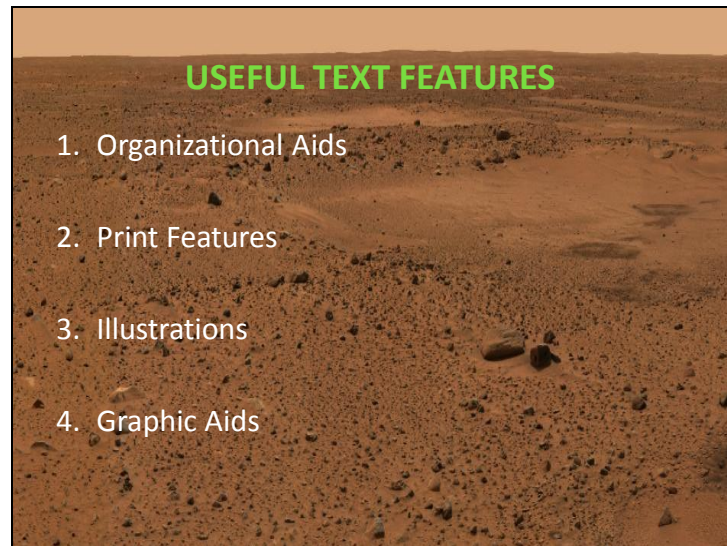 USEFUL TEXT FEATURES
1. Organizational Aids
2. Print Features
3. Illustrations
4. Graphic Aids